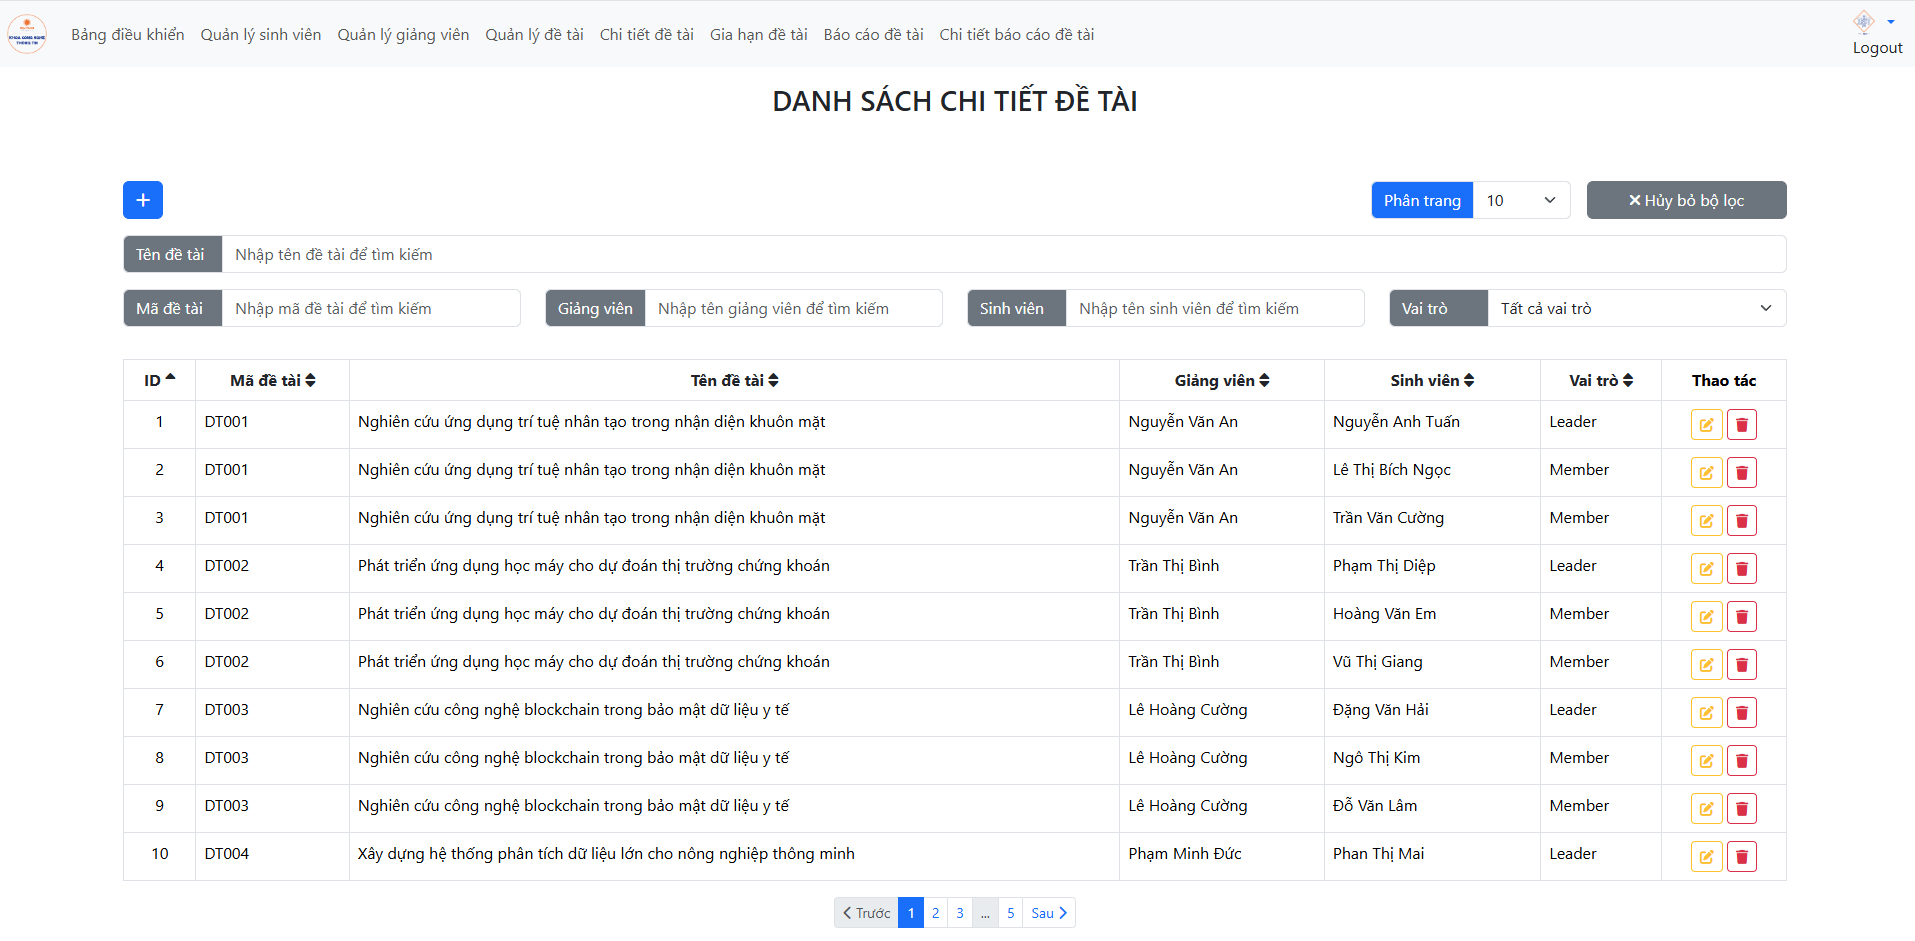 KHOA CÔNG NGHỆ
THÔNG TIN
Bảng điều khiển Quản lý sinh viên Quản lý giảng viên Quản lý đề tài Chi tiết đề tài Gia hạn đề tài Báo cáo đề tài Chi tiết báo cáo đề tài
Logout
DANH SÁCH CHI TIẾT ĐỀ TÀI
+ Phân trang 10 Hủy bỏ bộ lọc
Tên đề tài Nhập tên đề tài để tìm kiếm
Mã đề tài Nhập mã đề tài để tìm kiếm Giảng viên Nhập tên giảng viên để tìm kiếm Sinh viên Nhập tên sinh viên để tìm kiếm Vai trò Tất cả vai trò
ID Mã đề tài Tên đề tài Giảng viên Sinh viên Vai trò Thao tác
1 DT001 Nghiên cứu ứng dụng trí tuệ nhân tạo trong nhận diện khuôn mặt Nguyễn Văn An Nguyễn Anh Tuấn Leader
2 DT001 Nghiên cứu ứng dụng trí tuệ nhân tạo trong nhận diện khuôn mặt Nguyễn Văn An Lê Thị Bích Ngọc Member
3 DT001 Nghiên cứu ứng dụng trí tuệ nhân tạo trong nhận diện khuôn mặt Nguyễn Văn An Trần Văn Cường Member
4 DT002 Phát triển ứng dụng học máy cho dự đoán thị trường chứng khoán Trần Thị Bình Phạm Thị Diệp Leader
5 DT002 Phát triển ứng dụng học máy cho dự đoán thị trường chứng khoán Trần Thị Bình Hoàng Văn Em Member
6 DT002 Phát triển ứng dụng học máy cho dự đoán thị trường chứng khoán Trần Thị Bình Vũ Thị Giang Member
7 DT003 Nghiên cứu công nghệ blockchain trong bảo mật dữ liệu y tế Lê Hoàng Cường Đặng Văn Hải Leader
8 DT003 Nghiên cứu công nghệ blockchain trong bảo mật dữ liệu y tế Lê Hoàng Cường Ngô Thị Kim Member
9 DT003 Nghiên cứu công nghệ blockchain trong bảo mật dữ liệu y tế Lê Hoàng Cường Đỗ Văn Lâm Member
10 DT004 Xây dựng hệ thống phân tích dữ liệu lớn cho nông nghiệp thông minh Phạm Minh Đức Phan Thị Mai Leader
Trước 1 2 3 ... 5 Sau